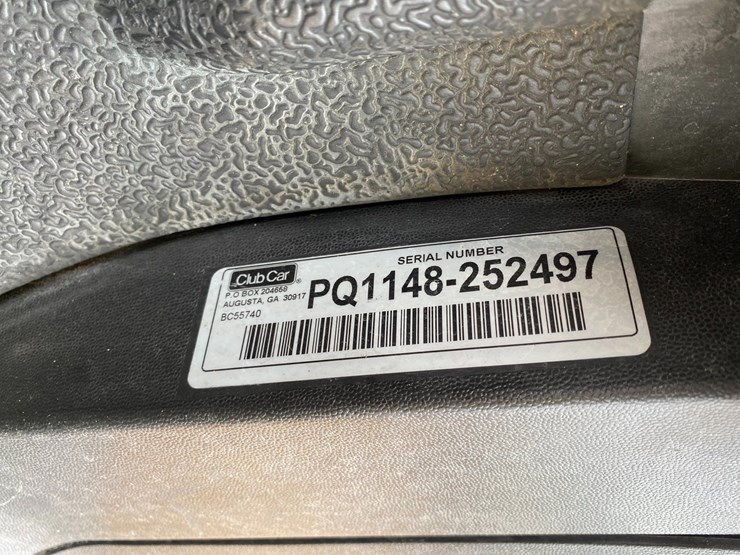 SERIAL NUMBER
Club Car®
P.O BOX 204658
AUGUSTA, GA 30917
PQ1148-252497
BC55740